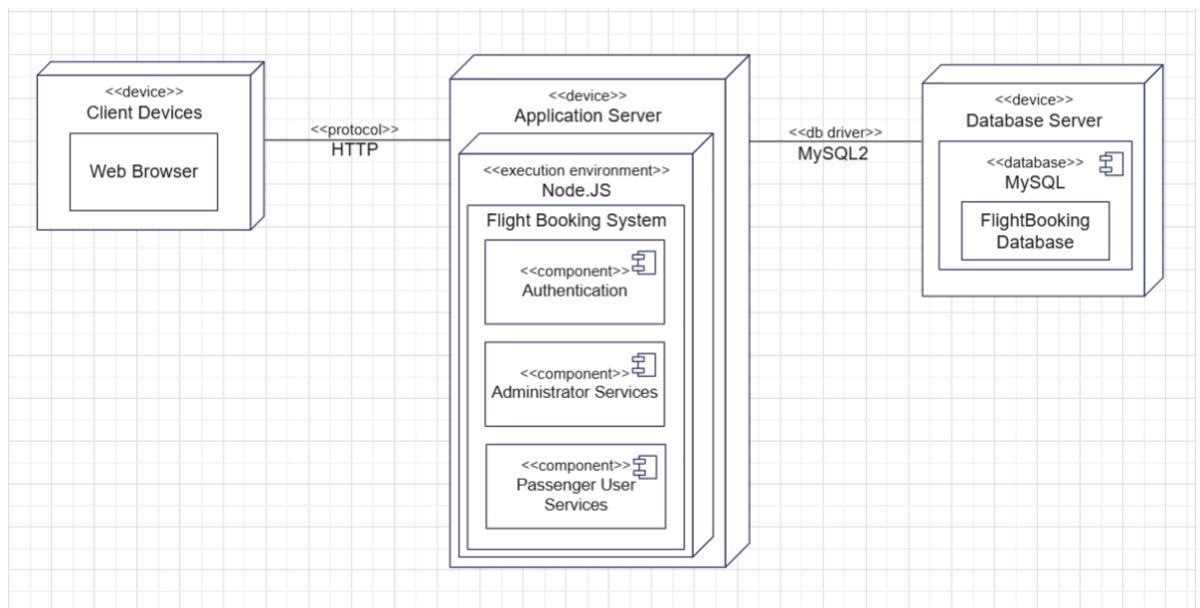 <<device>>
Client Devices
Web Browser
<<protocol>>
HTTP
<<device>>
Application Server
<<execution environment>>
Node.JS
Flight Booking System
<<component>>
Authentication
<<component>>
Administrator Services
<<component>>
Passenger User
Services
<<db driver>>
MySQL2
<<device>>
Database Server
<<database>>
MySQL
FlightBooking
Database